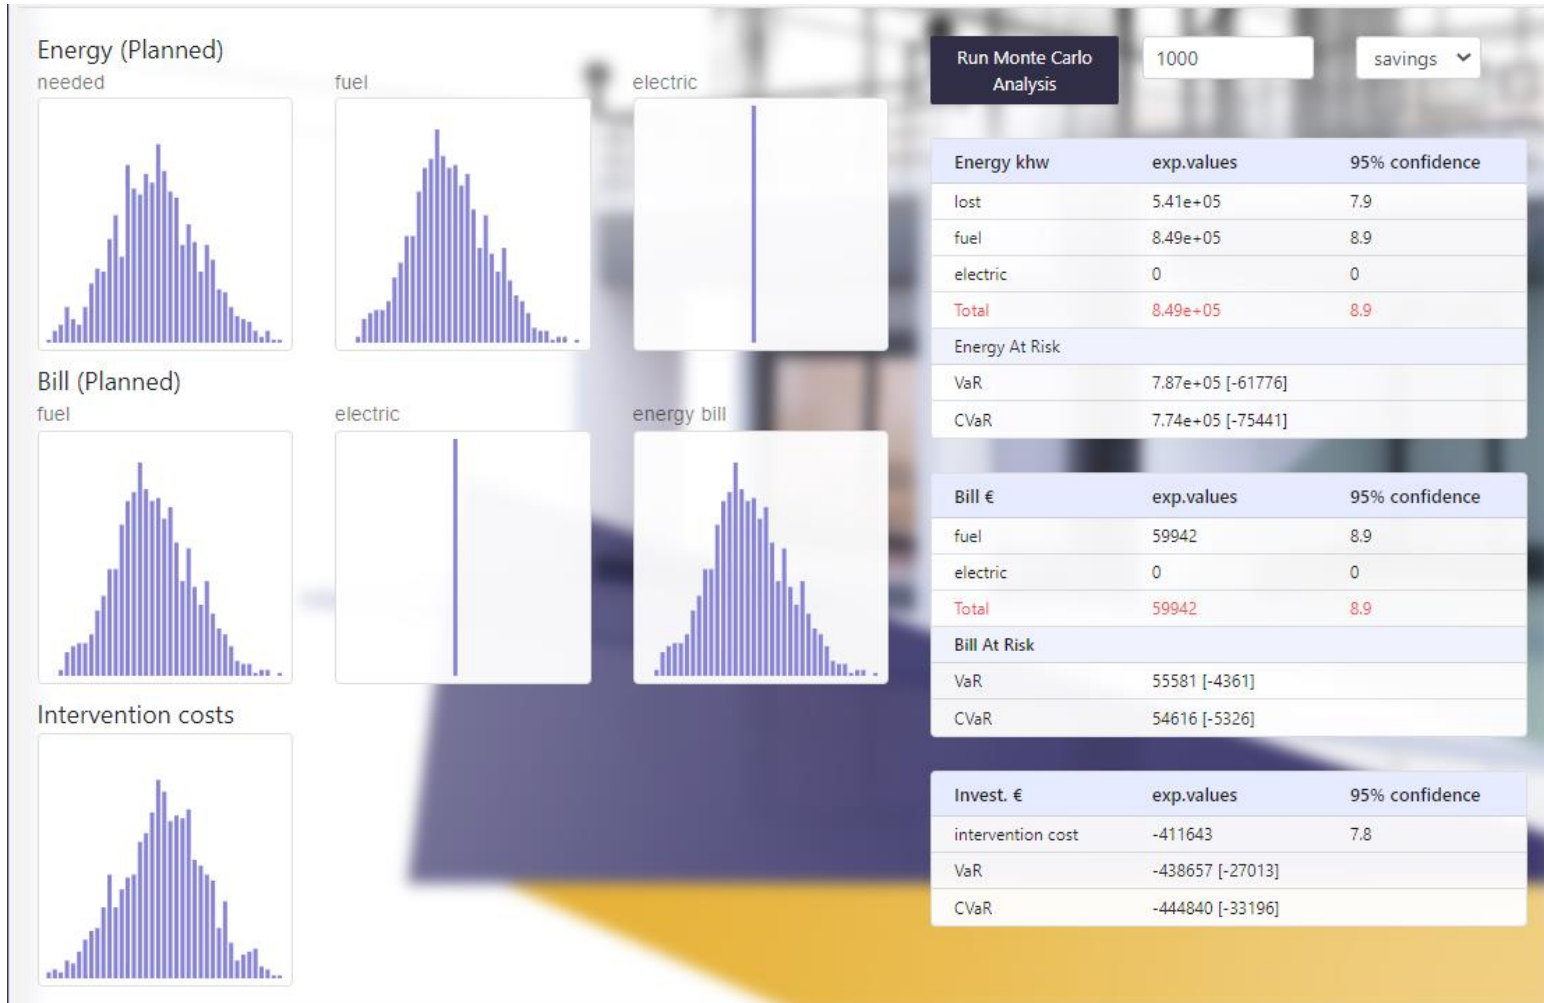 Energy (Planned)
needed fuel electric
Bill (Planned)
fuel electric energy bill
Intervention costs
Run Monte Carlo
Analysis
1000
savings
Energy khw exp.values 95% confidence
lost 5.41e+05 7.9
fuel 8.49e+05 8.9
electric 0 0
Total 8.49e+05 8.9
Energy At Risk
VaR 7.87e+05 [-61776]
CVaR 7.74e+05 [-75441]
Bill € exp.values 95% confidence
fuel 59942 8.9
electric 0 0
Total 59942 8.9
Bill At Risk
VaR 55581 [-4361]
CVaR 54616 [-5326]
Invest. € exp.values 95% confidence
intervention cost -411643 7.8
VaR -438657 [-27013]
CVaR -444840 [-33196]